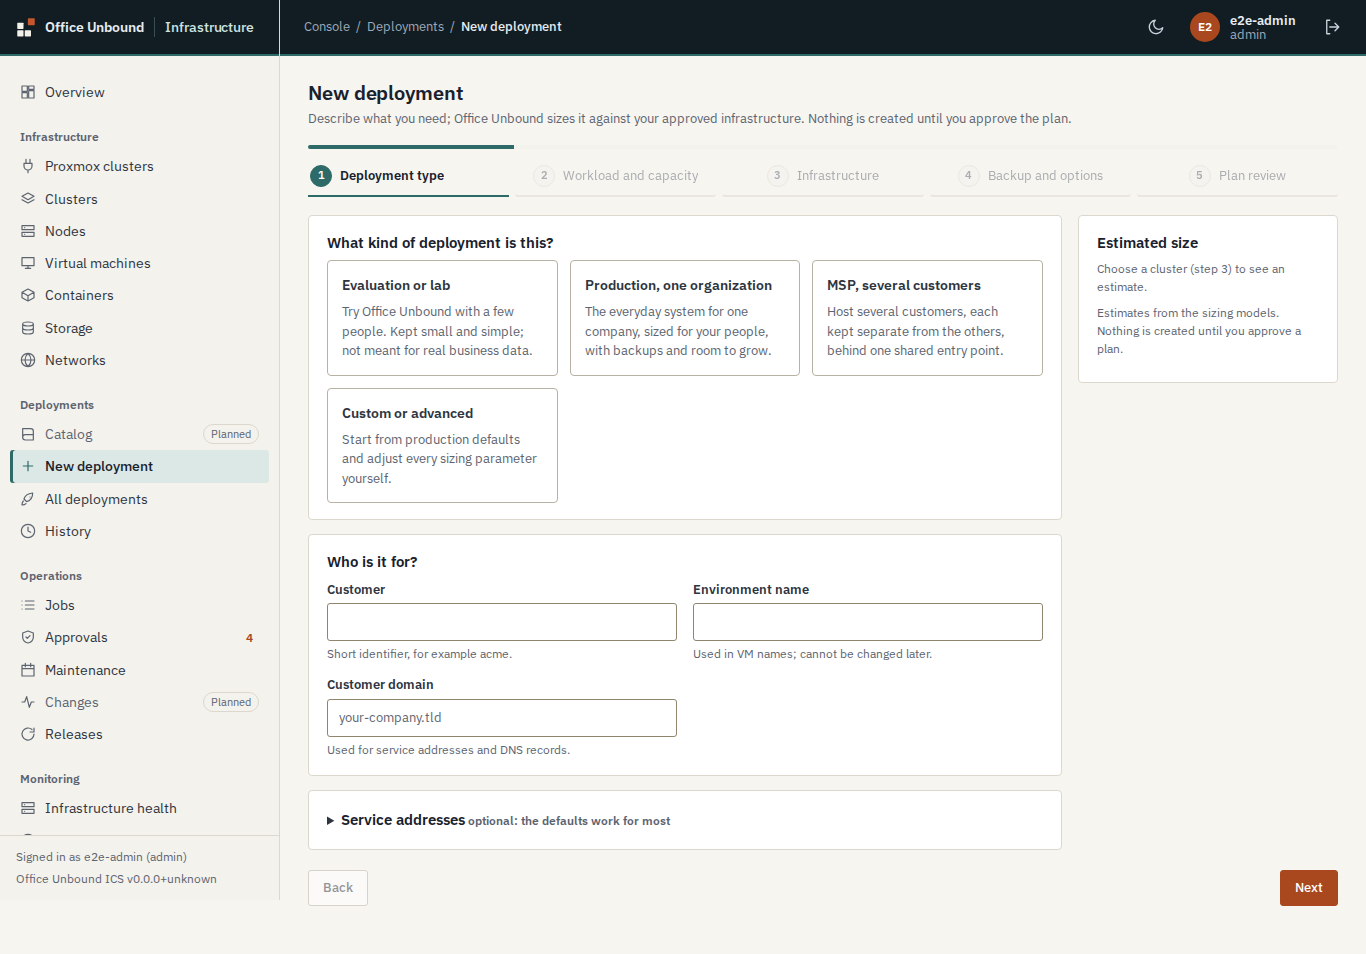 Office Unbound
Infrastructure
Console / Deployments / New deployment
E2
e2e-admin
admin
Overview
Infrastructure
Proxmox clusters
Clusters
Nodes
Virtual machines
Containers
Storage
Networks
Deployments
Catalog
Planned
New deployment
All deployments
History
Operations
Jobs
Approvals
4
Maintenance
Changes
Planned
Releases
Monitoring
Infrastructure health
Signed in as e2e-admin (admin)
Office Unbound ICS v0.0.0+unknown
New deployment
Describe what you need; Office Unbound sizes it against your approved infrastructure. Nothing is created until you approve the plan.
1 Deployment type
2 Workload and capacity
3 Infrastructure
4 Backup and options
5 Plan review
What kind of deployment is this?
Evaluation or lab
Try Office Unbound with a few
people. Kept small and simple;
not meant for real business data.
Production, one organization
The everyday system for one
company, sized for your people,
with backups and room to grow.
MSP, several customers
Host several customers, each
kept separate from the others,
behind one shared entry point.
Custom or advanced
Start from production defaults
and adjust every sizing parameter
yourself.
Who is it for?
Customer
Short identifier, for example acme.
Environment name
Used in VM names; cannot be changed later.
Customer domain
your-company.tld
Used for service addresses and DNS records.
Service addresses optional: the defaults work for most
Back
Next
Estimated size
Choose a cluster (step 3) to see an
estimate.
Estimates from the sizing models.
Nothing is created until you approve a
plan.